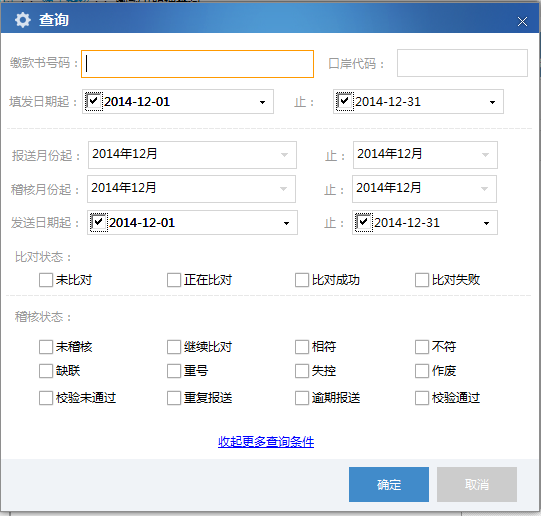 查询
缴款书号码： 口岸代码：
填发日期起： 2014-12-01 止： 2014-12-31
报送月份起： 2014年12月 止： 2014年12月
稽核月份起： 2014年12月 止： 2014年12月
发送日期起： 2014-12-01 止： 2014-12-31
比对状态：
未比对 正在比对 比对成功 比对失败
稽核状态：
未稽核 继续比对 相符 不符
缺联 重号 失控 作废
校验未通过 重复报送 逾期报送 校验通过
收起更多查询条件
确定 取消